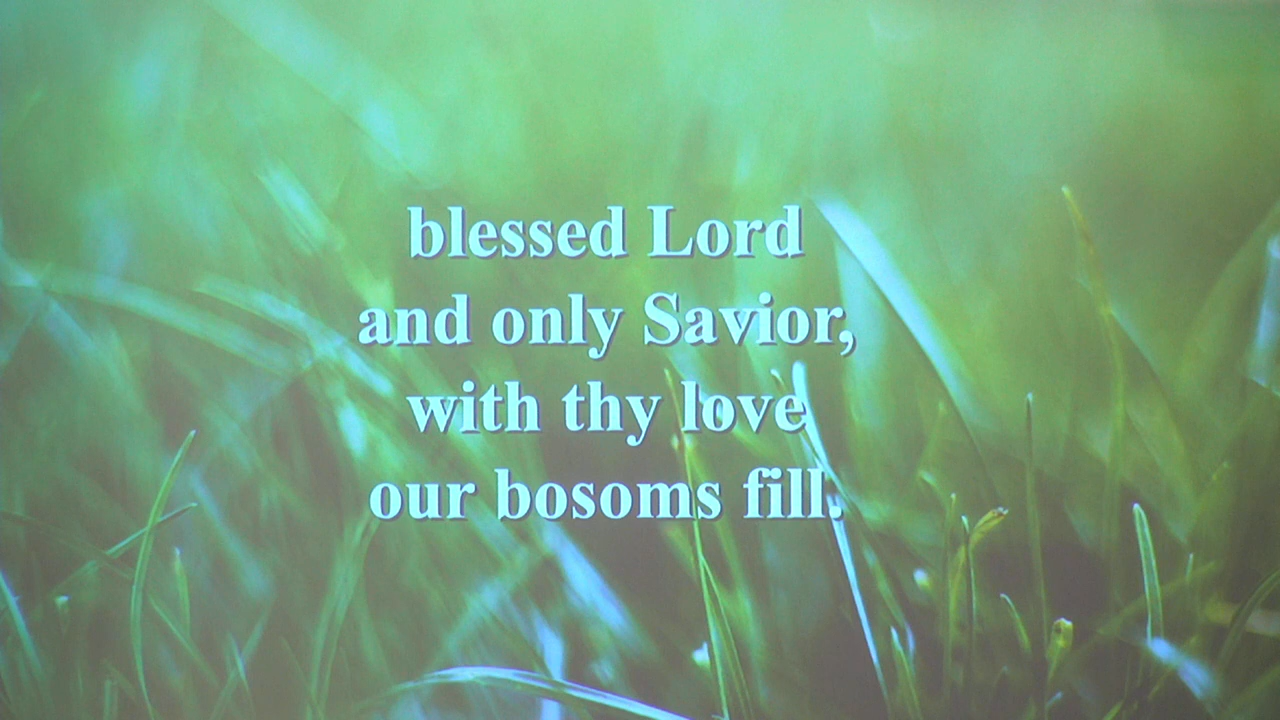 blessed Lord
and only Savior,
with thy love
our bosoms fill.